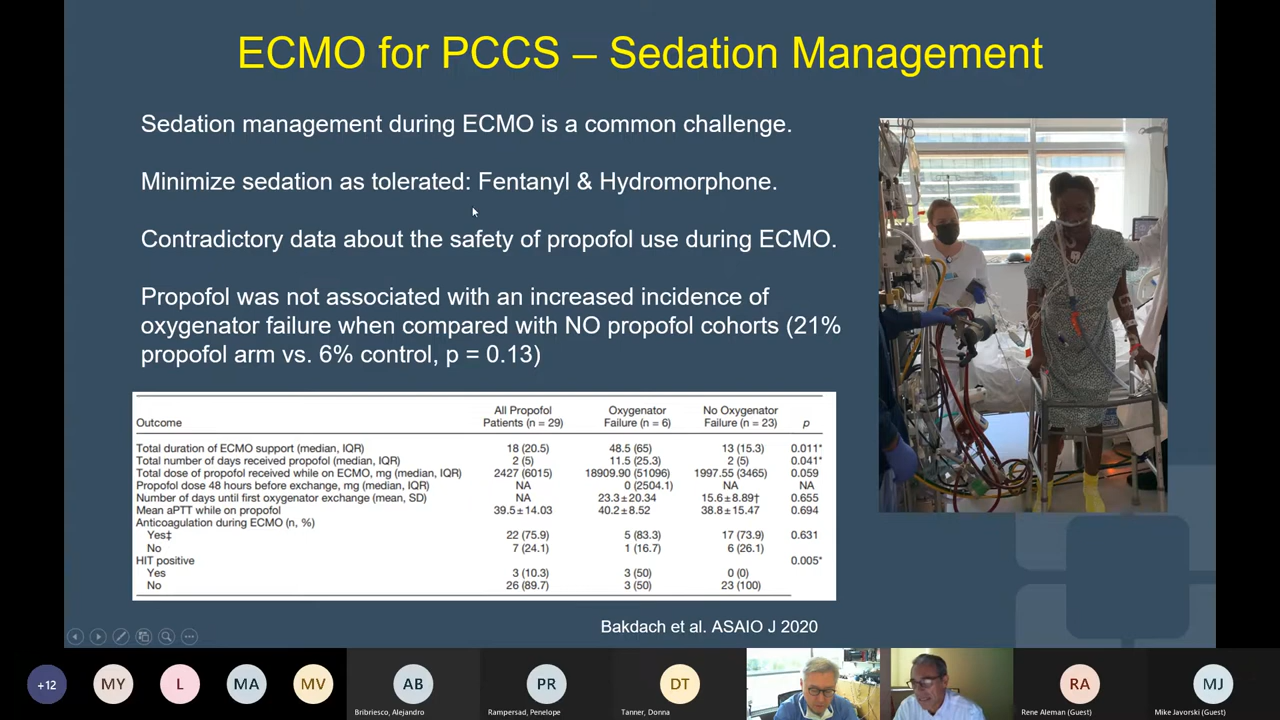 ECMO for PCCS – Sedation Management
Sedation management during ECMO is a common challenge.
Minimize sedation as tolerated: Fentanyl & Hydromorphone.
Contradictory data about the safety of propofol use during ECMO.
Propofol was not associated with an increased incidence of
oxygenator failure when compared with NO propofol cohorts (21%
propofol arm vs. 6% control, p = 0.13)
Outcome All Propofol Patients (n = 29) Oxygenator Failure (n = 6) No Oxygenator Failure (n = 23) p
Total duration of ECMO support (median, IQR) 18 (20.5) 48.5 (65) 13 (15.3) 0.011*
Total number of days received propofol (median, IQR) 2 (5) 11.5 (25.3) 2 (5) 0.041*
Total dose of propofol received while on ECMO, mg (median, IQR) 2427 (6015) 18909.90 (51096) 1997.55 (3465) 0.059
Propofol dose 48 hours before exchange, mg (median, IQR) NA 0 (2504.1) NA NA
Number of days until first oxygenator exchange (mean, SD) NA 23.3±20.34 15.6±8.89† 0.655
Mean aPTT while on propofol 39.5±14.03 40.2±8.52 38.8±15.47 0.694
Anticoagulation during ECMO (n, %)
Yes‡ 22 (75.9) 5 (83.3) 17 (73.9) 0.631
No 7 (24.1) 1 (16.7) 6 (26.1)
HIT positive 0.005*
Yes 3 (10.3) 3 (50) 0 (0)
No 26 (89.7) 3 (50) 23 (100)
Bakdach et al. ASAIO J 2020
+12 MY L MA MV AB PR DT RA MJ
Bribriesco, Alejandro Rampersad, Penelope Tanner, Donna Rene Aleman (Guest) Mike Javorski (Guest)